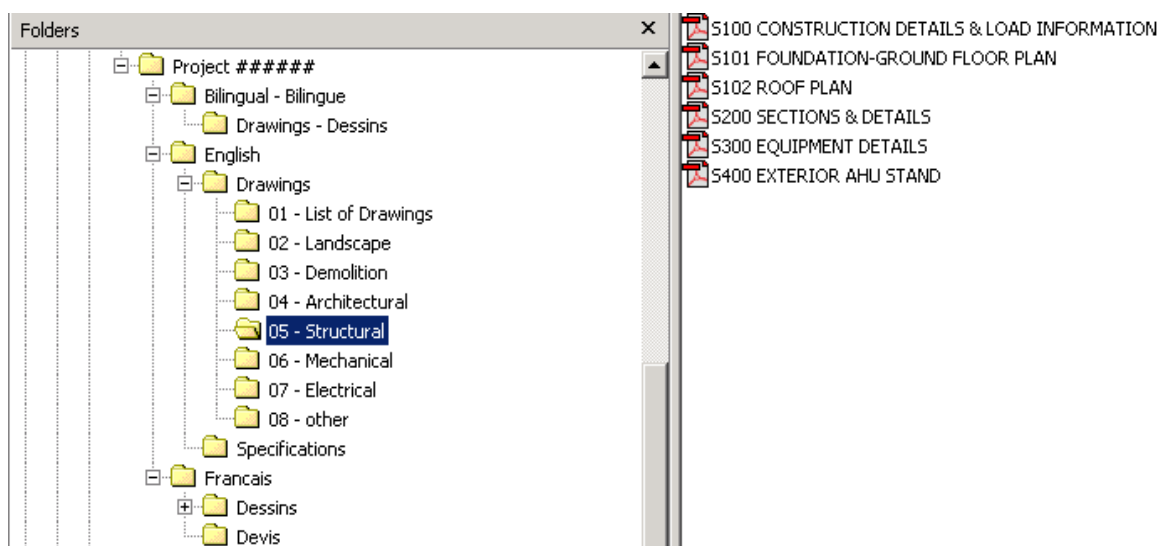 Folders
Project ######
Bilingual - Bilingue
Drawings - Dessins
English
Drawings
01 - List of Drawings
02 - Landscape
03 - Demolition
04 - Architectural
05 - Structural
06 - Mechanical
07 - Electrical
08 - other
Specifications
Francais
Dessins
Devis
S100 CONSTRUCTION DETAILS & LOAD INFORMATION
S101 FOUNDATION-GROUND FLOOR PLAN
S102 ROOF PLAN
S200 SECTIONS & DETAILS
S300 EQUIPMENT DETAILS
S400 EXTERIOR AHU STAND